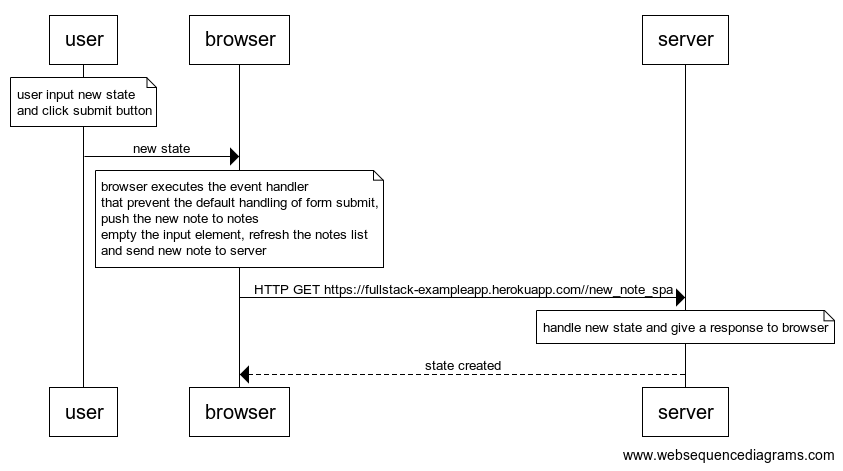 user browser server
user input new state
and click submit button
new state
browser executes the event handler
that prevent the default handling of form submit,
push the new note to notes
empty the input element, refresh the notes list
and send new note to server
HTTP GET https://fullstack-exampleapp.herokuapp.com//new_note_spa
handle new state and give a response to browser
state created
user browser server
www.websequencediagrams.com